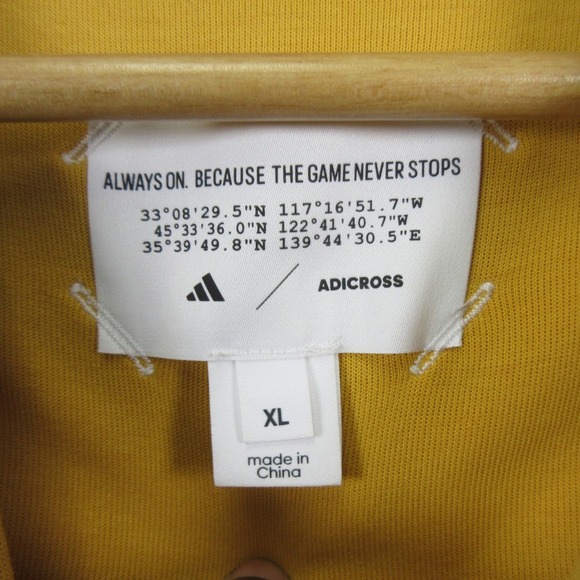 ALWAYS ON. BECAUSE THE GAME NEVER STOPS
33°08'29.5"N 117°16'51.7"W
45°33'36.0"N 122°41'40.7"W
35°39'49.8"N 139°44'30.5"E
ADICROSS
XL
made in
China